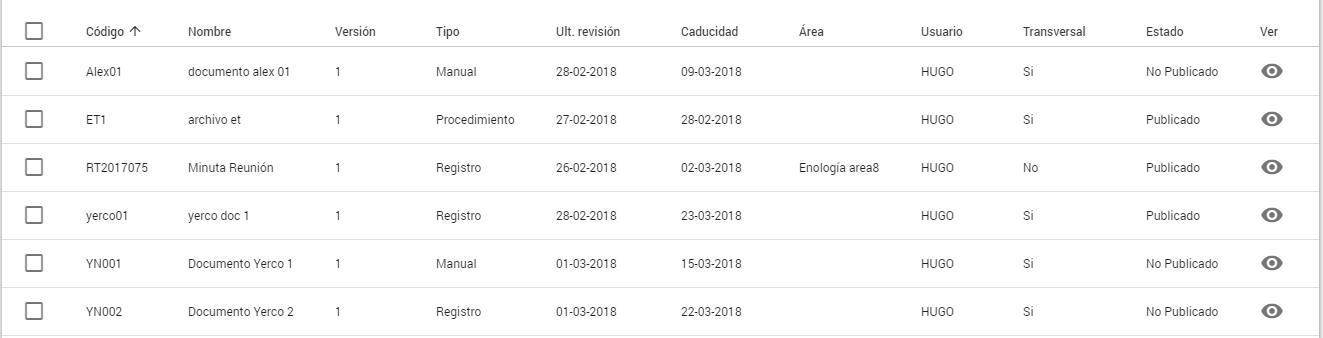 Código Nombre Versión Tipo Ult. revisión Caducidad Área Usuario Transversal Estado Ver
Alex01 documento alex 01 1 Manual 28-02-2018 09-03-2018 HUGO Si No Publicado
ET1 archivo et 1 Procedimiento 27-02-2018 28-02-2018 HUGO Si Publicado
RT2017075 Minuta Reunión 1 Registro 26-02-2018 02-03-2018 Enología area8 HUGO No Publicado
yerco01 yerco doc 1 1 Registro 28-02-2018 23-03-2018 HUGO Si Publicado
YN001 Documento Yerco 1 1 Manual 01-03-2018 15-03-2018 HUGO Si No Publicado
YN002 Documento Yerco 2 1 Registro 01-03-2018 22-03-2018 HUGO Si No Publicado